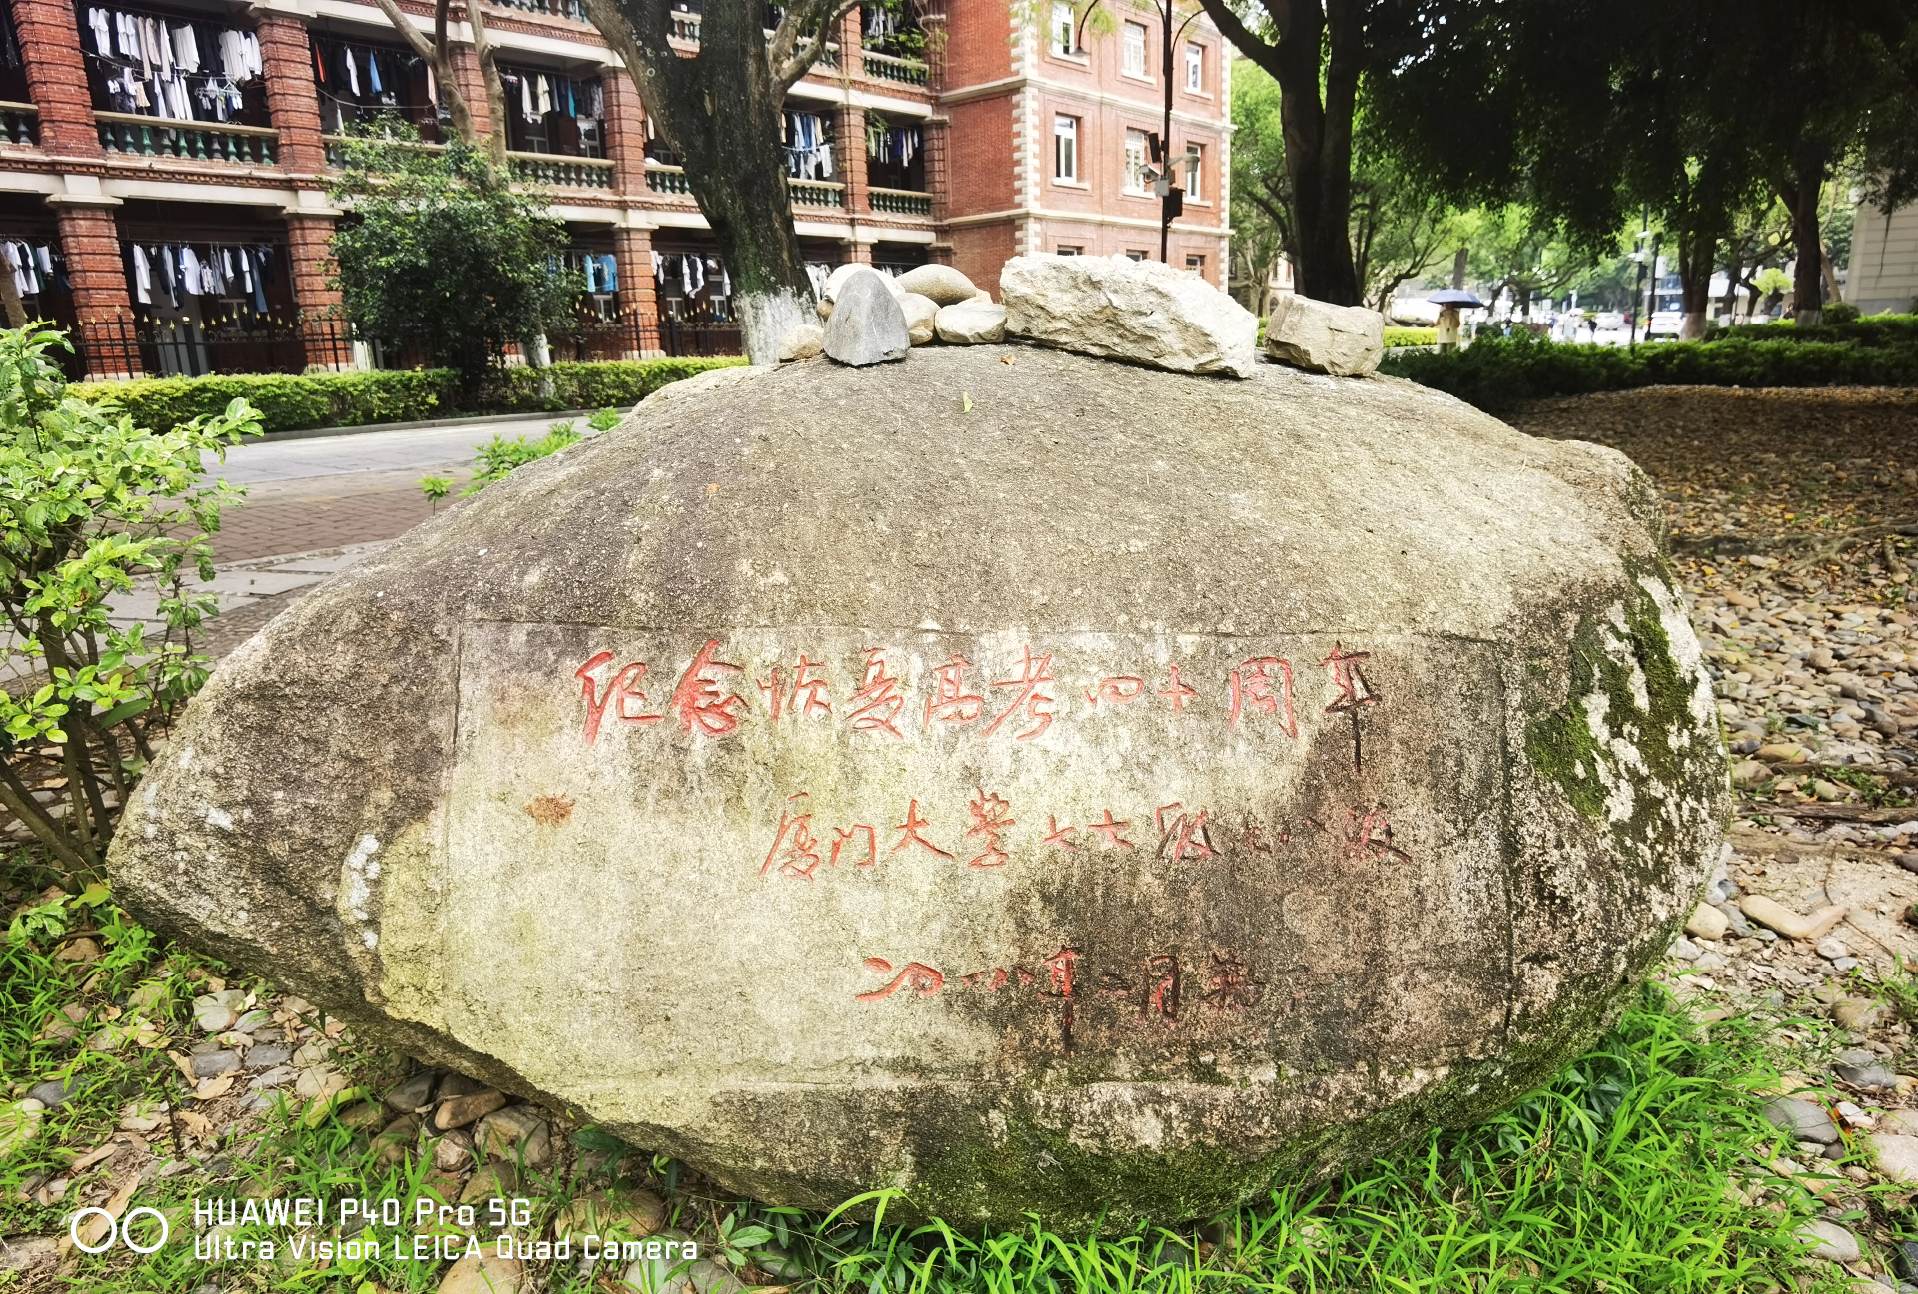 纪念恢复高考四十周年
厦门大学七七级七八级
二〇一八年二月
HUAWEI P40 Pro 5G
Ultra Vision LEICA Quad Camera